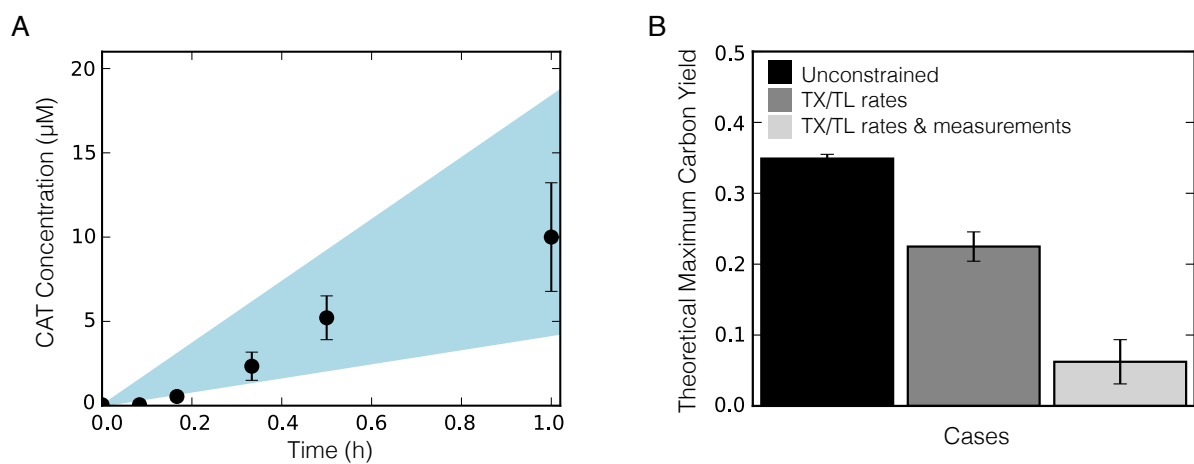 A
CAT Concentration (µM)
20
15
10
5
0
0.0 0.2 0.4 0.6 0.8 1.0
Time (h)
B
Theoretical Maximum Carbon Yield
0.5
0.4
0.3
0.2
0.1
0.0
Unconstrained
TX/TL rates
TX/TL rates & measurements
Cases